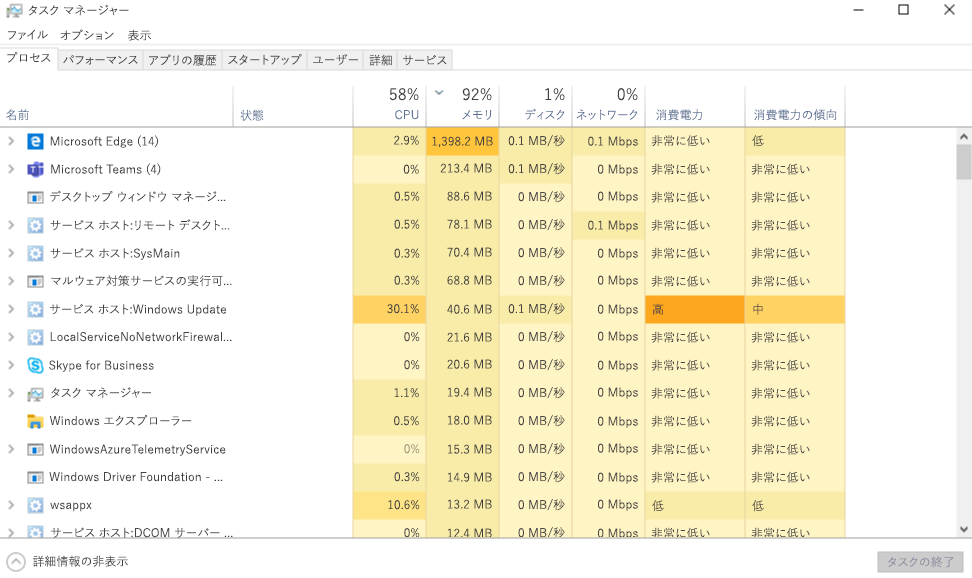 タスク マネージャー
ファイル オプション 表示
プロセス パフォーマンス アプリの履歴 スタートアップ ユーザー 詳細 サービス
58% 92% 1% 0%
名前 状態 CPU メモリ ディスク ネットワーク 消費電力 消費電力の傾向
Microsoft Edge (14) 2.9% 1,398.2 MB 0.1 MB/秒 0.1 Mbps 非常に低い 低
Microsoft Teams (4) 0% 213.4 MB 0.1 MB/秒 0 Mbps 非常に低い 非常に低い
デスクトップ ウィンドウ マネージ... 0.5% 88.6 MB 0 MB/秒 0 Mbps 非常に低い 非常に低い
サービス ホスト:リモート デスクト... 0.5% 78.1 MB 0 MB/秒 0.1 Mbps 非常に低い 非常に低い
サービス ホスト:SysMain 0.3% 70.4 MB 0 MB/秒 0 Mbps 非常に低い 非常に低い
マルウェア対策サービスの実行可... 0.3% 68.8 MB 0 MB/秒 0 Mbps 非常に低い 非常に低い
サービス ホスト:Windows Update 30.1% 40.6 MB 0.1 MB/秒 0 Mbps 高 中
LocalServiceNoNetworkFirewal... 0% 21.6 MB 0 MB/秒 0 Mbps 非常に低い 非常に低い
Skype for Business 0% 20.6 MB 0 MB/秒 0 Mbps 非常に低い 非常に低い
タスク マネージャー 1.1% 19.4 MB 0 MB/秒 0 Mbps 非常に低い 非常に低い
Windows エクスプローラー 0.5% 18.0 MB 0 MB/秒 0 Mbps 非常に低い 非常に低い
WindowsAzureTelemetryService 0% 15.3 MB 0 MB/秒 0 Mbps 非常に低い 非常に低い
Windows Driver Foundation - ... 0.3% 14.9 MB 0 MB/秒 0 Mbps 非常に低い 非常に低い
wsappx 10.6% 13.2 MB 0 MB/秒 0 Mbps 低 低
サービス ホスト:DCOM サーバー ... 0% 12.4 MB 0 MB/秒 0 Mbps 非常に低い 非常に低い
詳細情報の非表示 タスクの終了